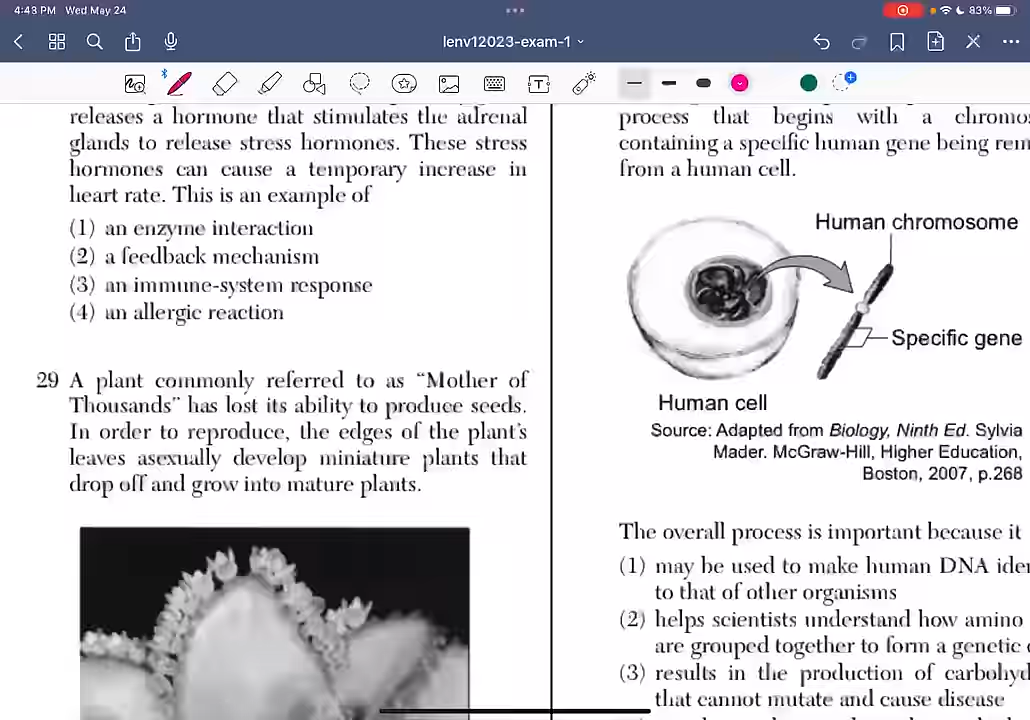 4:43 PM Wed May 24
83%
lenv12023-exam-1
releases a hormone that stimulates the adrenal
glands to release stress hormones. These stress
hormones can cause a temporary increase in
heart rate. This is an example of
(1) an enzyme interaction
(2) a feedback mechanism
(3) an immune-system response
(4) an allergic reaction
29 A plant commonly referred to as “Mother of
Thousands” has lost its ability to produce seeds.
In order to reproduce, the edges of the plant’s
leaves asexually develop miniature plants that
drop off and grow into mature plants.
process that begins with a chromo
containing a specific human gene being rem
from a human cell.
Human chromosome
Specific gene
Human cell
Source: Adapted from Biology, Ninth Ed. Sylvia
Mader. McGraw-Hill, Higher Education,
Boston, 2007, p.268
The overall process is important because it
(1) may be used to make human DNA iden
to that of other organisms
(2) helps scientists understand how amino
are grouped together to form a genetic
(3) results in the production of carbohyd
that cannot mutate and cause disease